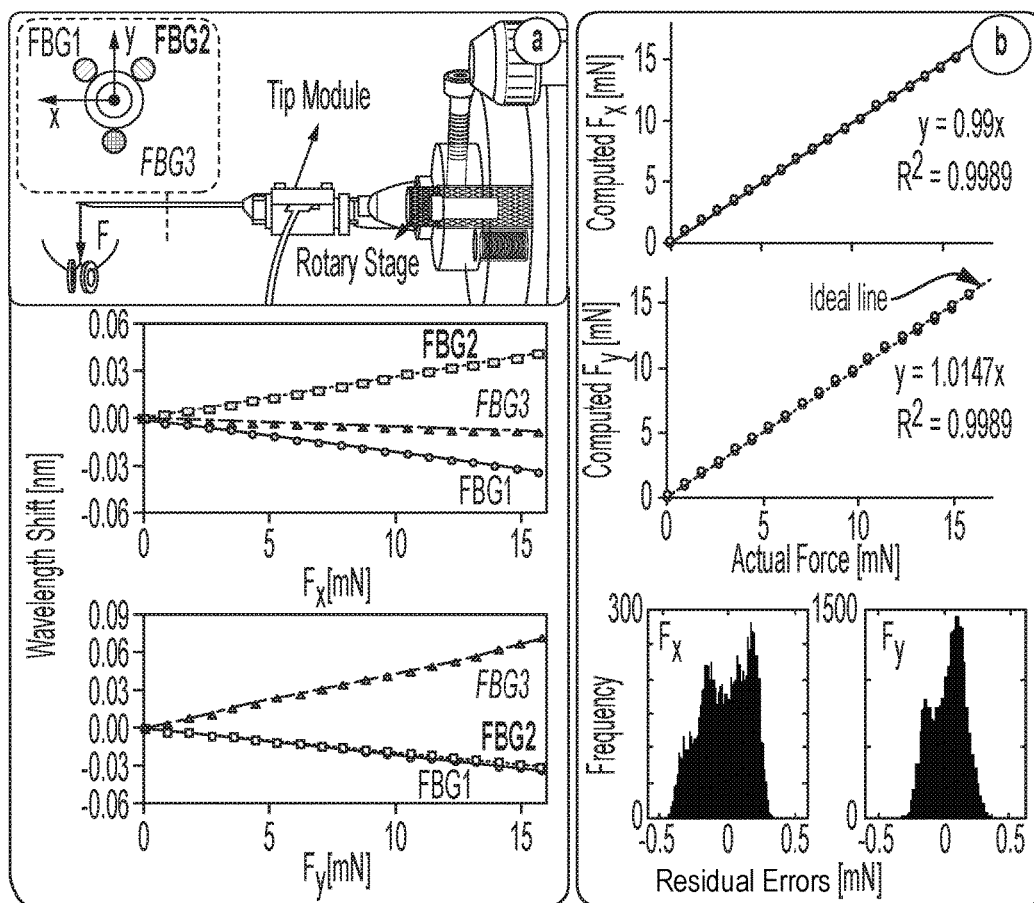 a
FBG1
y
FBG2
x
FBG3
Tip Module
F
Rotary Stage
Wavelength Shift [nm]
0.06
0.03
0.00
-0.03
-0.06
FBG2
FBG3
FBG1
0 5 10 15
Fx[mN]
0.09
0.06
0.03
0.00
-0.03
-0.06
FBG3
FBG2
FBG1
0 5 10 15
Fy[mN]
b
Computed Fx [mN]
15
10
5
0
y = 0.99x
R² = 0.9989
0 5 10 15
Computed Fy [mN]
15
10
5
0
Ideal line
y = 1.0147x
R² = 0.9989
0 5 10 15
Actual Force [mN]
Frequency
300
0
Fx
-0.5 0 0.5
1500
0
Fy
-0.5 0 0.5
Residual Errors [mN]